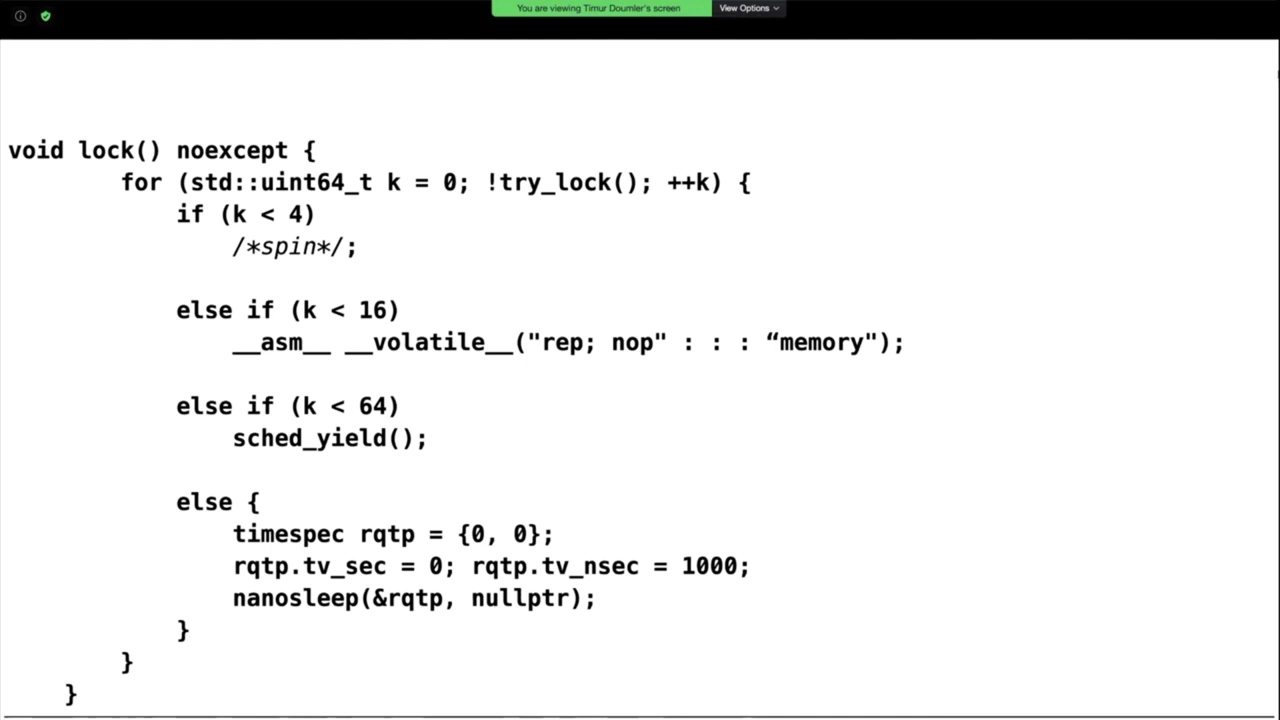 You are viewing Timur Doumler's screen View Options
void lock() noexcept {
for (std::uint64_t k = 0; !try_lock(); ++k) {
if (k < 4)
/*spin*/;
else if (k < 16)
__asm__ __volatile__("rep; nop" : : : “memory");
else if (k < 64)
sched_yield();
else {
timespec rqtp = {0, 0};
rqtp.tv_sec = 0; rqtp.tv_nsec = 1000;
nanosleep(&rqtp, nullptr);
}
}
}